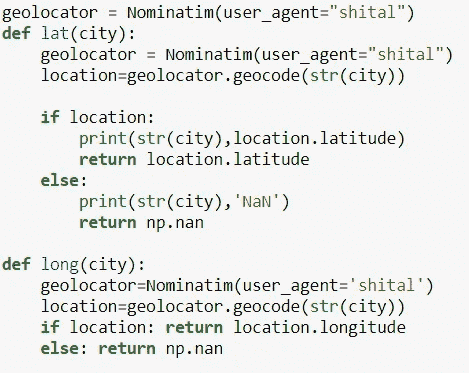 geolocator = Nominatim(user_agent="shital")
def lat(city):
    geolocator = Nominatim(user_agent="shital")
    location=geolocator.geocode(str(city))

    if location:
        print(str(city),location.latitude)
        return location.latitude
    else:
        print(str(city),'NaN')
        return np.nan

def long(city):
    geolocator=Nominatim(user_agent='shital')
    location=geolocator.geocode(str(city))
    if location: return location.longitude
    else: return np.nan